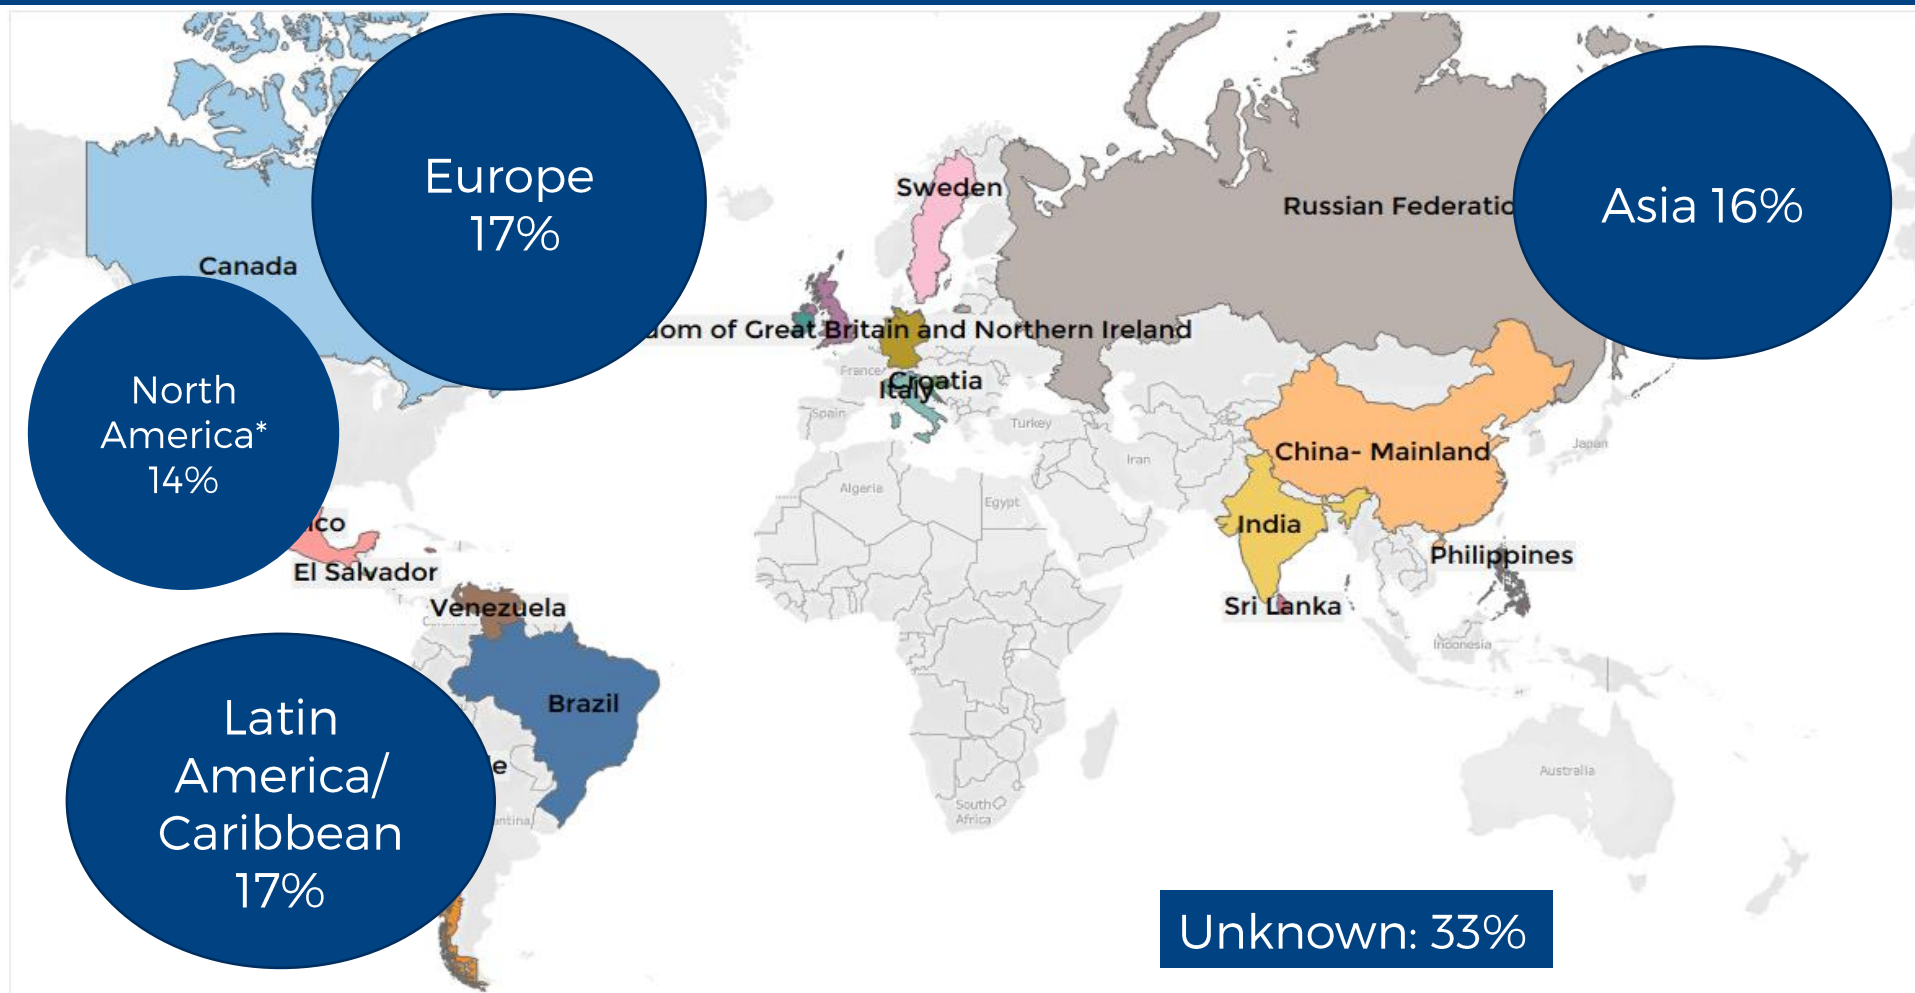 Europe
17%
Asia 16%
Sweden
Russian Federatio
Canada
dom of Great Britain and Northern Ireland
North
America*
14%
France
Croatia
Italy
Spain
Turkey
Japan
China- Mainland
Iran
Algeria
Egypt
ico
India
El Salvador
Philippines
Venezuela
Sri Lanka
Indonesia
Latin
America/
Caribbean
17%
Brazil
le
Australia
ntina
South
Africa
Unknown: 33%